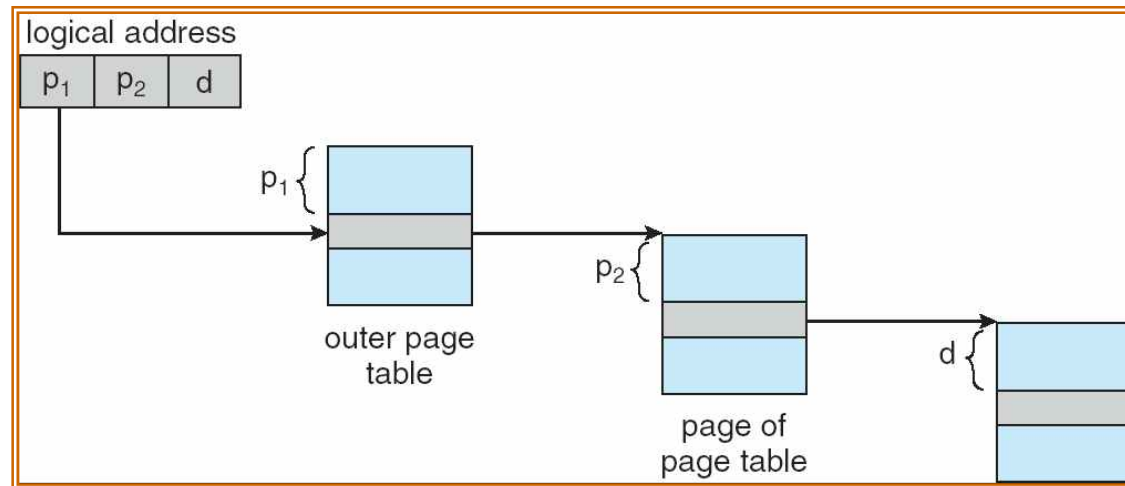 logical address
p₁ p₂ d
p₁
outer page
table
p₂
page of
page table
d